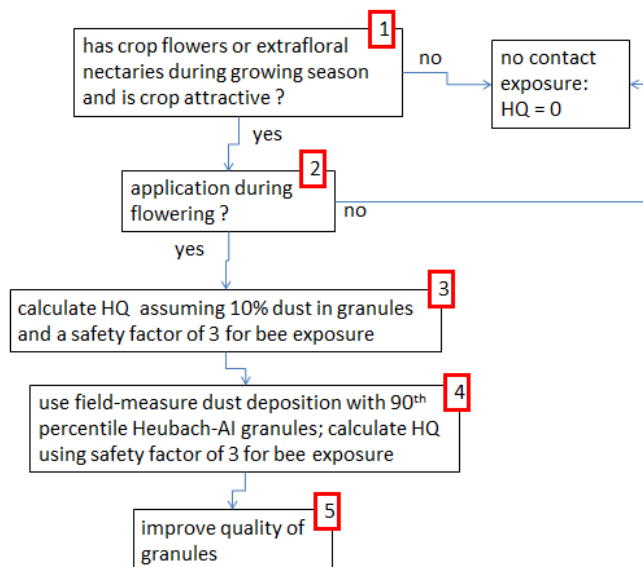 1
has crop flowers or extrafloral
nectaries during growing season
and is crop attractive ?
no
no contact
exposure:
HQ = 0
yes
2
application during
flowering ?
no
yes
3
calculate HQ assuming 10% dust in granules
and a safety factor of 3 for bee exposure
4
use field-measure dust deposition with 90th
percentile Heubach-AI granules; calculate HQ
using safety factor of 3 for bee exposure
5
improve quality of
granules